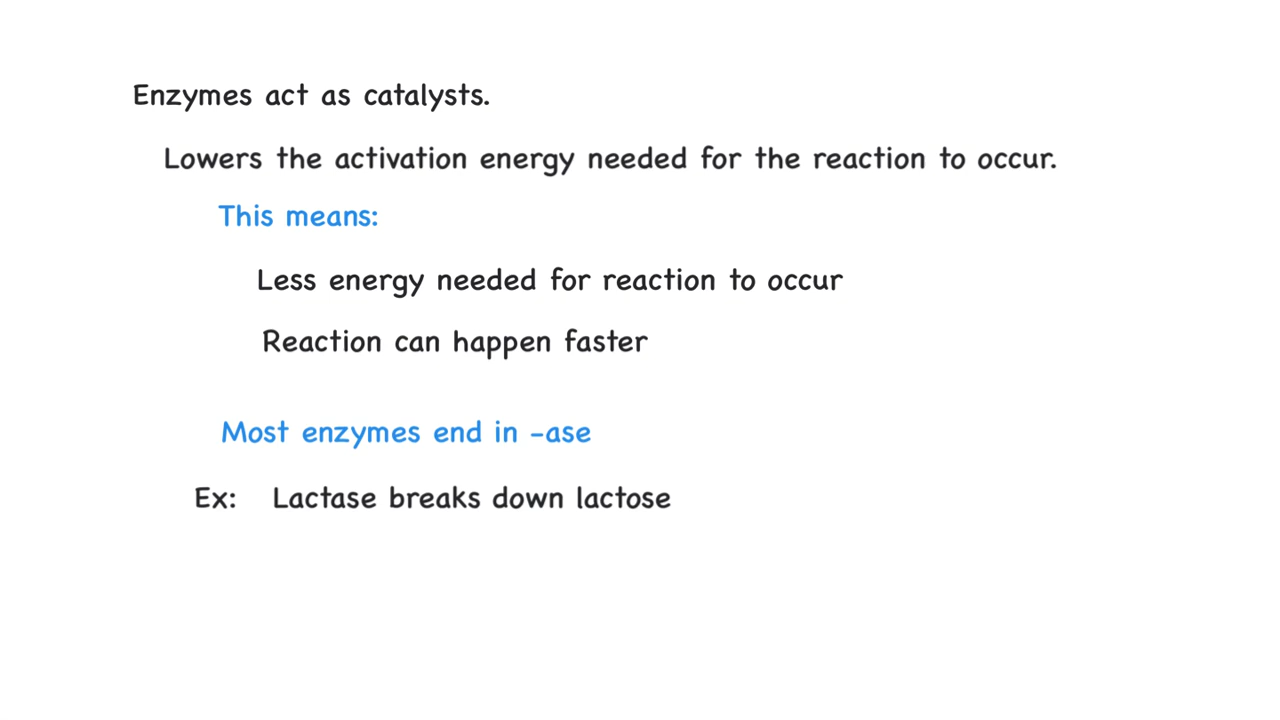 Enzymes act as catalysts.
Lowers the activation energy needed for the reaction to occur.
This means:
Less energy needed for reaction to occur
Reaction can happen faster
Most enzymes end in -ase
Ex: Lactase breaks down lactose